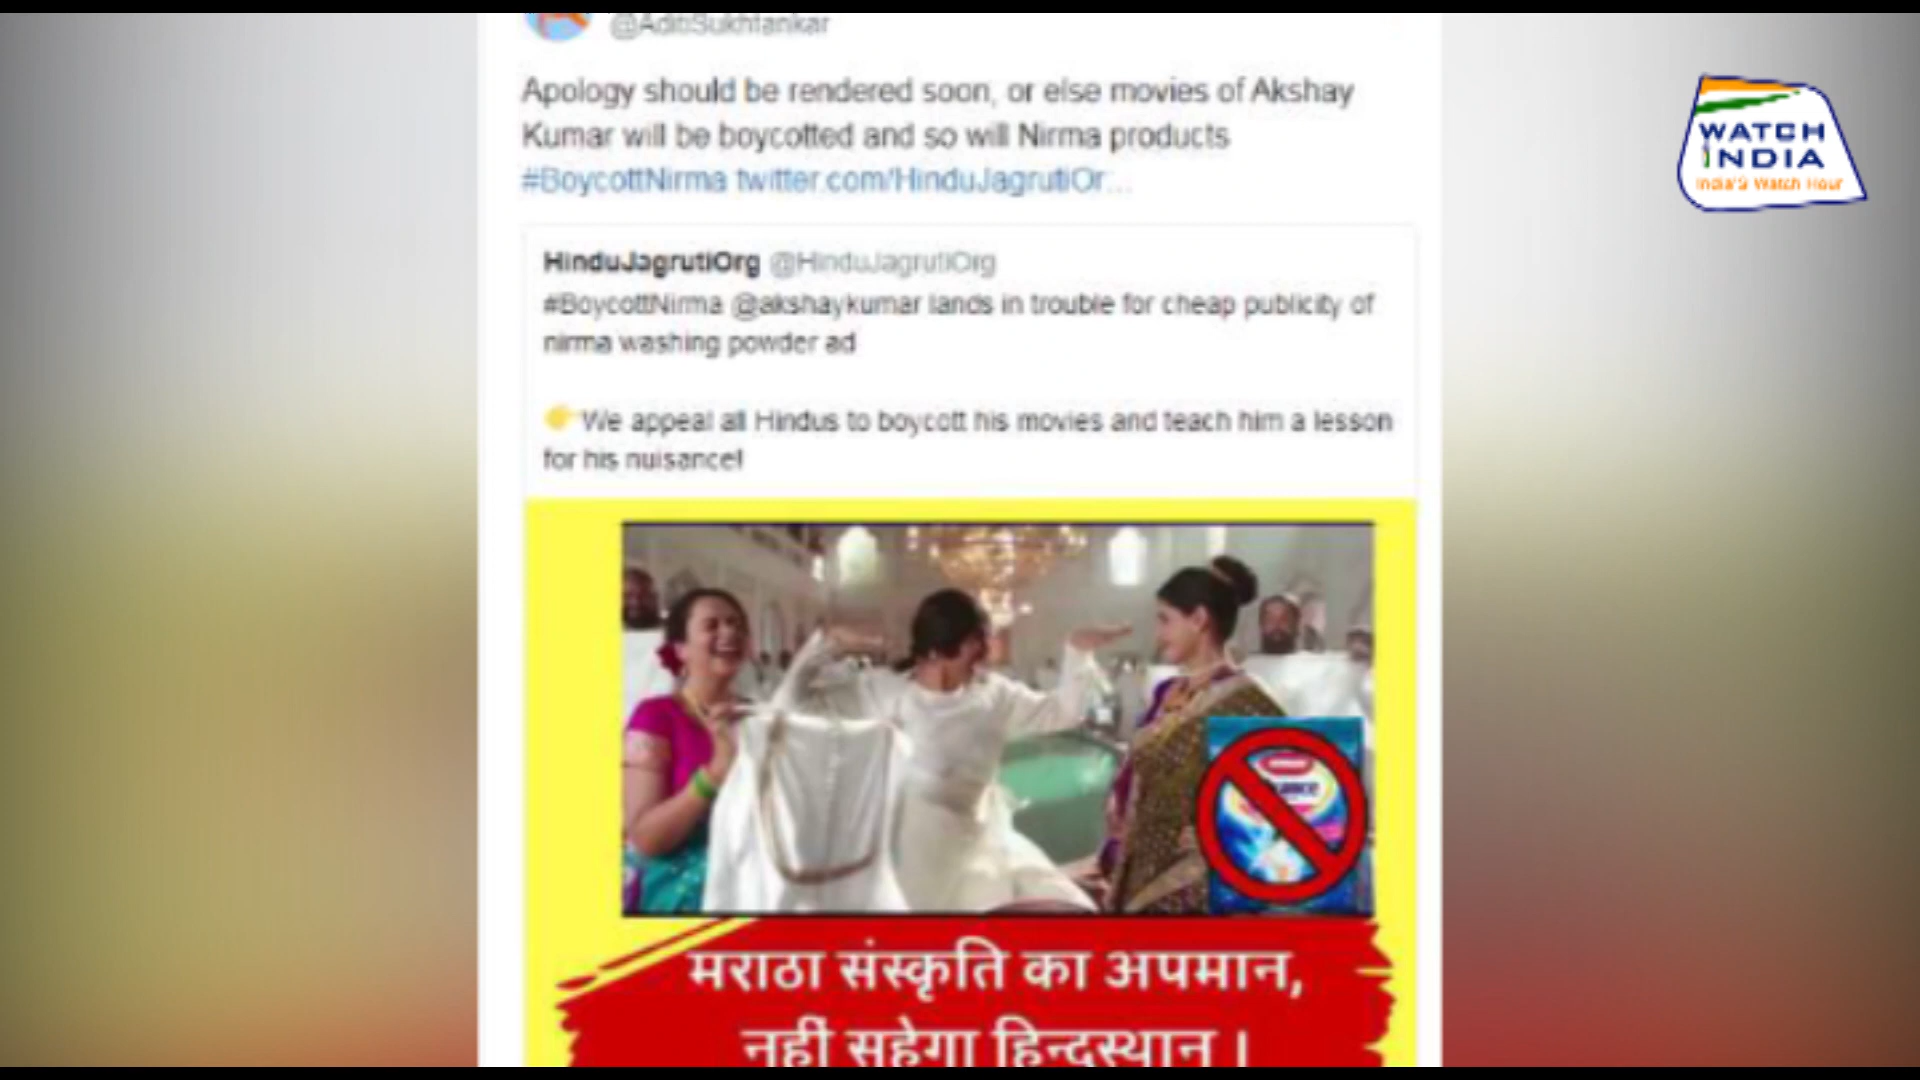 @AditiSukhtankar
Apology should be rendered soon, or else movies of Akshay
Kumar will be boycotted and so will Nirma products
#BoycottNirma twitter.com/HinduJagrutiOr...
HinduJagrutiOrg @HinduJagrutiOrg
#BoycottNirma @akshaykumar lands in trouble for cheap publicity of
nirma washing powder ad
👉We appeal all Hindus to boycott his movies and teach him a lesson
for his nuisance!
मराठा संस्कृति का अपमान,
नहीं सहेगा हिन्दुस्थान ।
WATCH
INDIA
India'S Watch Hour